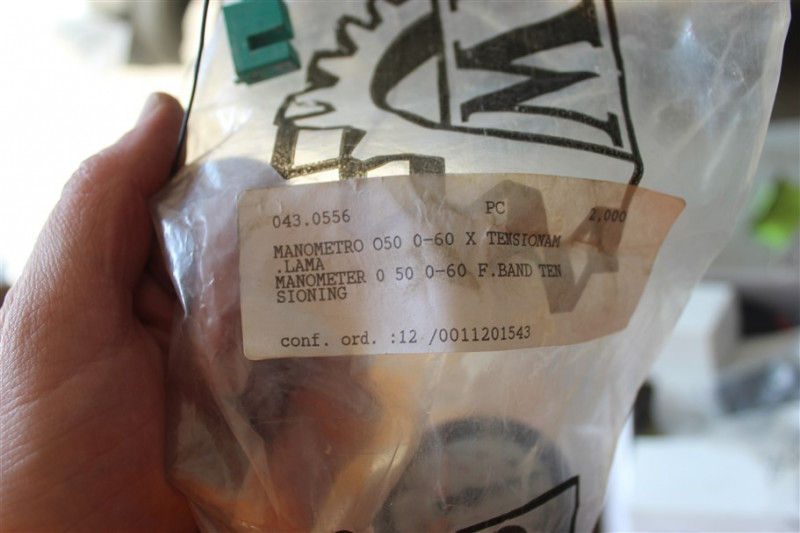 043.0556 PC 2,000
MANOMETRO O50 0-60 X TENSIONAM
.LAMA
MANOMETER 0 50 0-60 F.BAND TEN
SIONING
conf. ord. :12 /0011201543